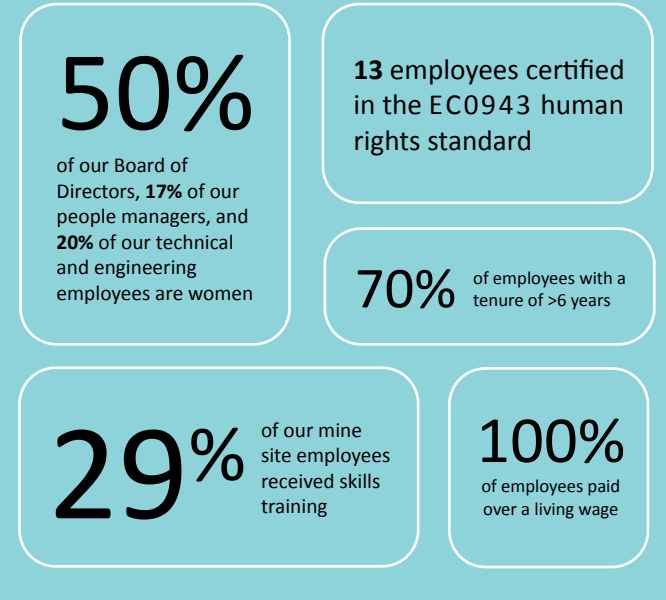 50%
of our Board of
Directors, 17% of our
people managers, and
20% of our technical
and engineering
employees are women
13 employees certified
in the EC0943 human
rights standard
70%
of employees with a
tenure of >6 years
29%
of our mine
site employees
received skills
training
100%
of employees paid
over a living wage